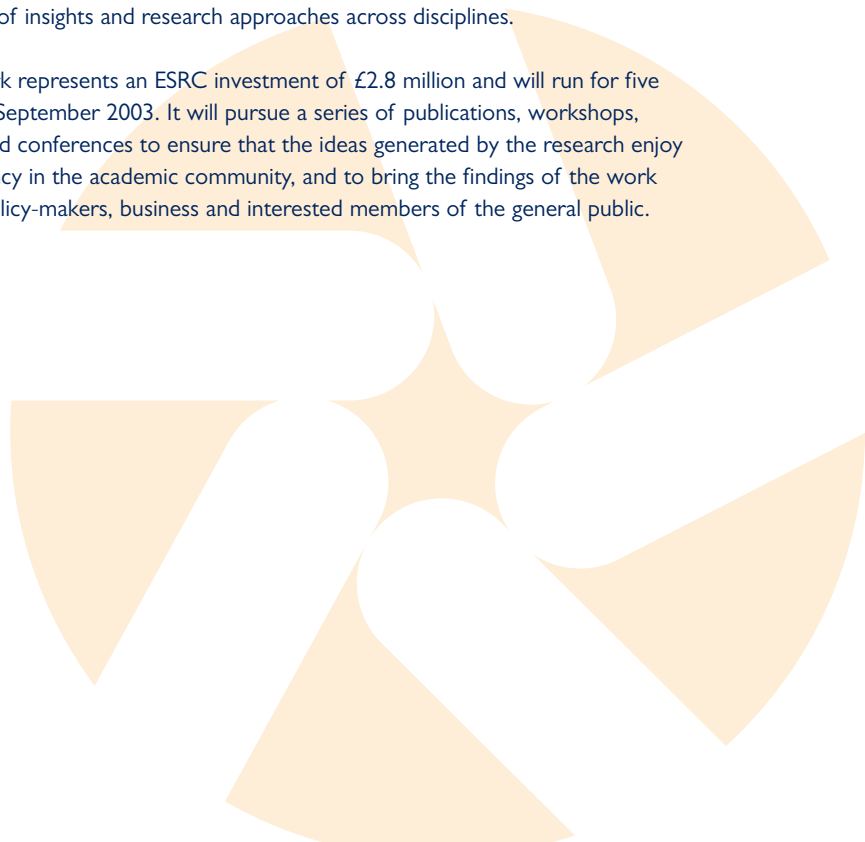 of insights and research approaches across disciplines.
k represents an ESRC investment of £2.8 million and will run for five
September 2003. It will pursue a series of publications, workshops,
d conferences to ensure that the ideas generated by the research enjoy
cy in the academic community, and to bring the findings of the work
licy-makers, business and interested members of the general public.